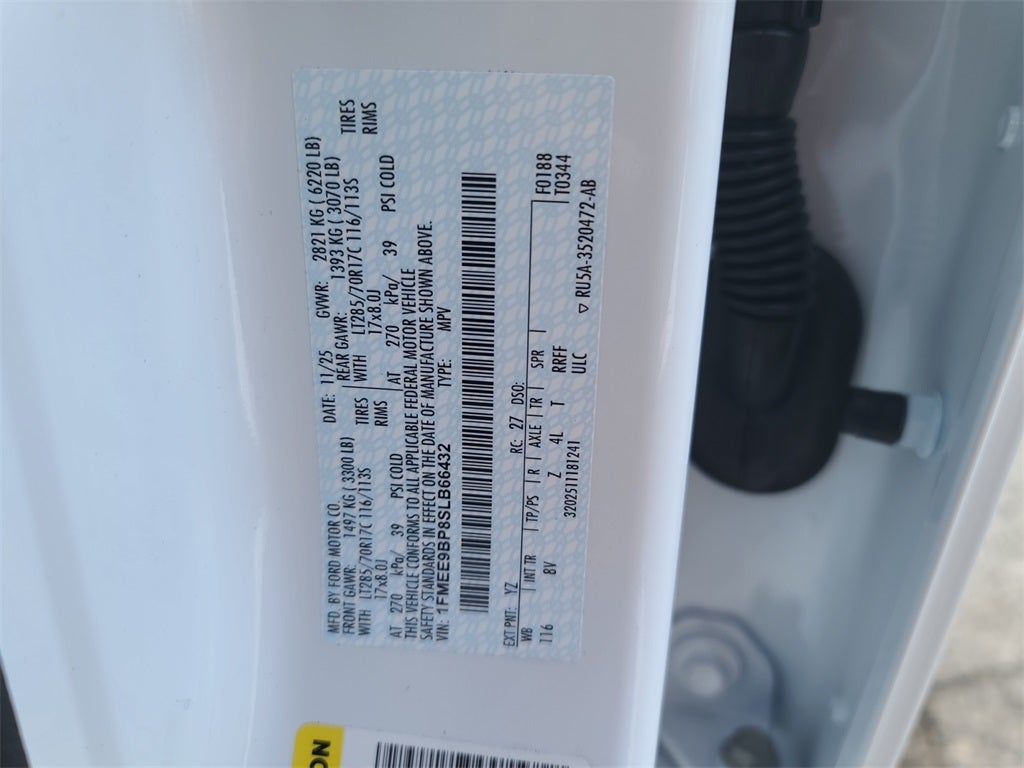 MFD. BY FORD MOTOR CO. DATE: 11/25 GVWR: 2821 KG ( 6220 LB)
FRONT GAWR: 1497 KG ( 3300 LB) REAR GAWR: 1393 KG ( 3070 LB)
WITH LT285/70R17C 116/113S TIRES WITH LT285/70R17C 116/113S TIRES
17x8.0J RIMS 17x8.0J RIMS
AT 270 kPa/ 39 PSI COLD AT 270 kPa/ 39 PSI COLD
THIS VEHICLE CONFORMS TO ALL APPLICABLE FEDERAL MOTOR VEHICLE
SAFETY STANDARDS IN EFFECT ON THE DATE OF MANUFACTURE SHOWN ABOVE.
VIN: 1FMEE9BP8SLB66432 TYPE: MPV
EXT PNT: YZ RC: 27 DSO: F0188
WB INT TR TP/PS R AXLE TR SPR T0344
116 8V Z 4L T RRFF
3202511181241 ULC
▽ RU5A-3520472-AB
ON